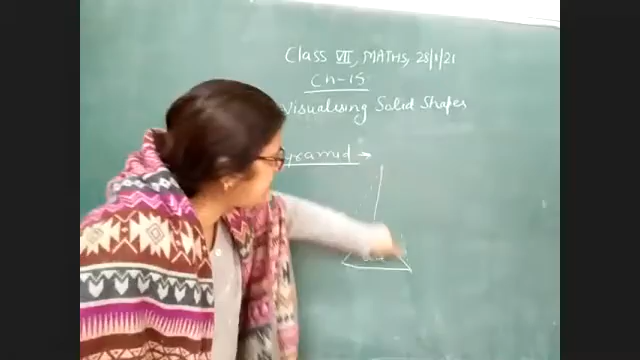 Class VII, MATHS, 28/1/21
Ch-15
Visualising Solid Shapes
yramid →